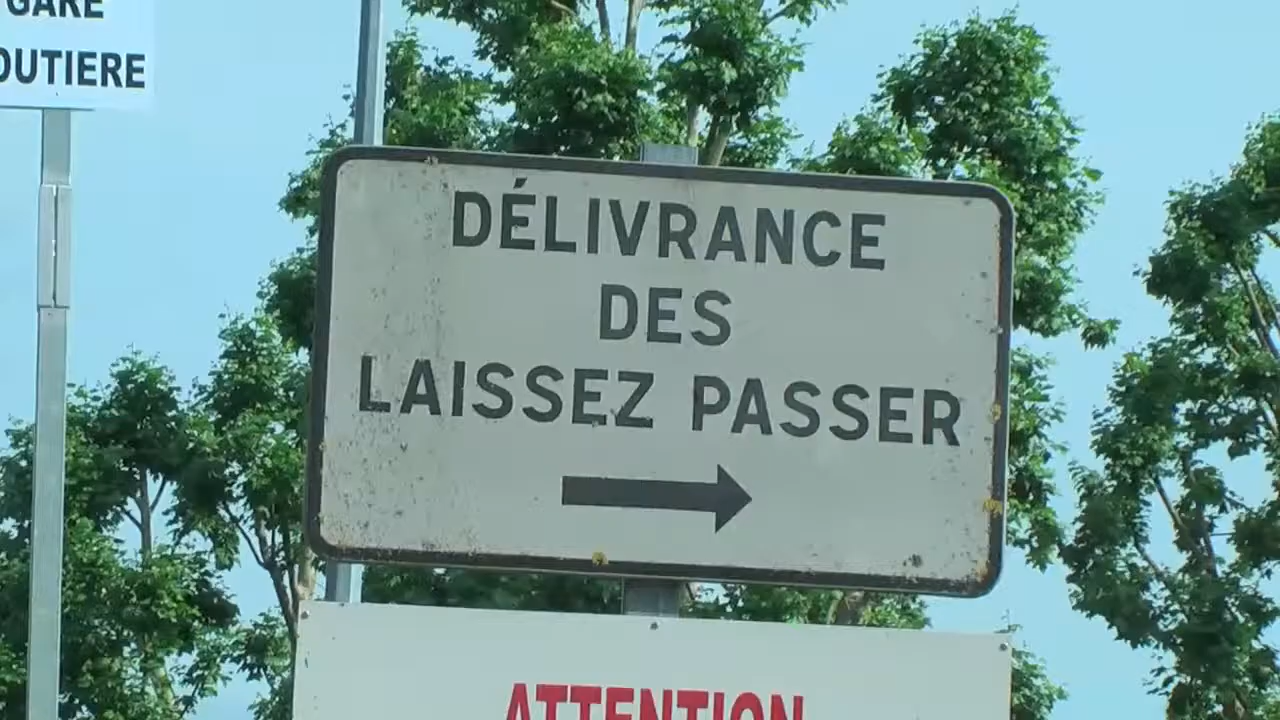 GARE
OUTIERE
DÉLIVRANCE
DES
LAISSEZ PASSER
ATTENTION